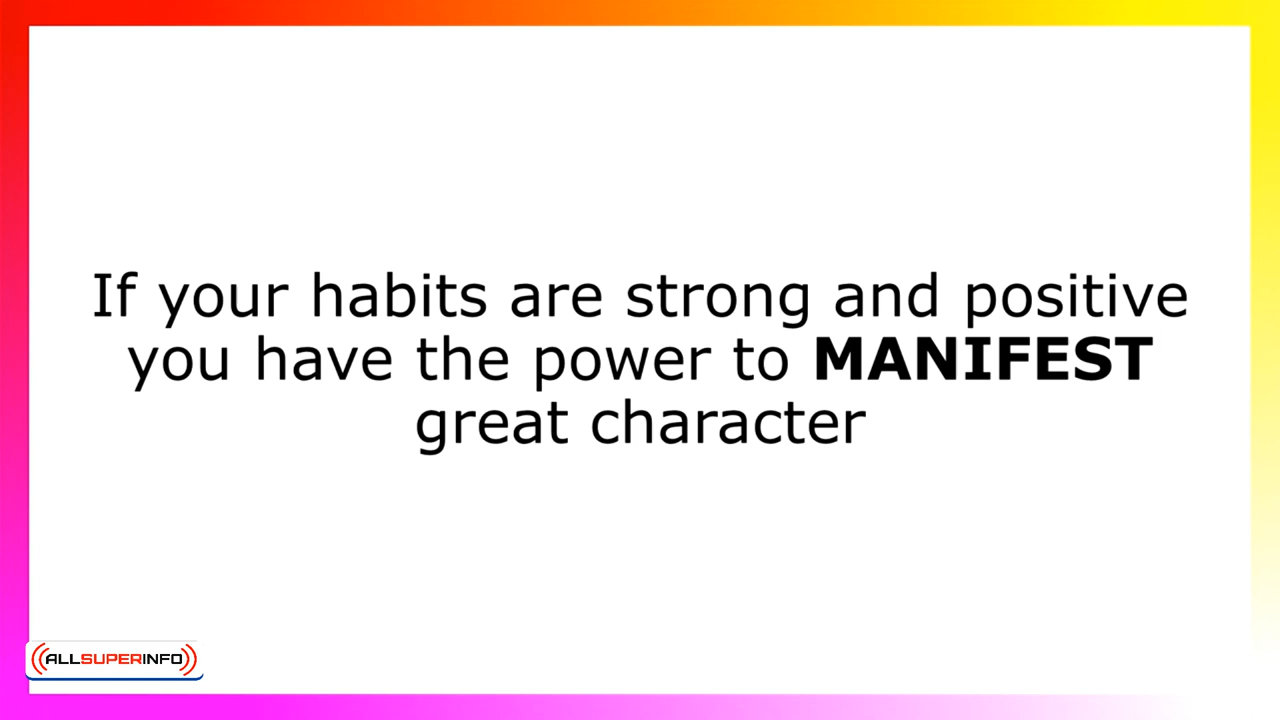 If your habits are strong and positive
you have the power to MANIFEST
great character
ALLSUPERINFO